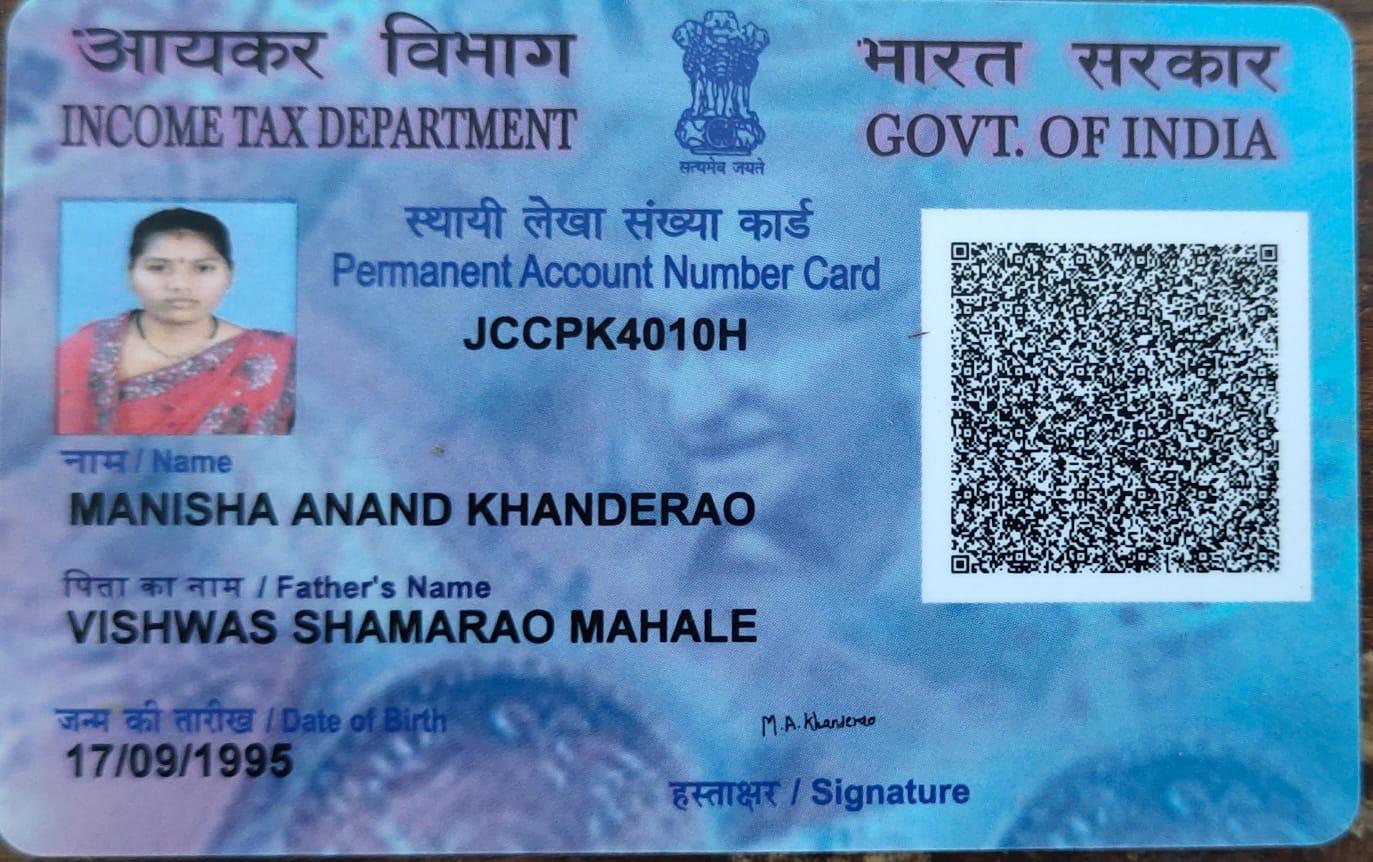 आयकर विभाग
INCOME TAX DEPARTMENT
सत्यमेव जयते
भारत सरकार
GOVT. OF INDIA
स्थायी लेखा संख्या कार्ड
Permanent Account Number Card
JCCPK4010H
नाम / Name
MANISHA ANAND KHANDERAO
पिता का नाम / Father's Name
VISHWAS SHAMARAO MAHALE
जन्म की तारीख / Date of Birth
17/09/1995
M.A. Khanderao
हस्ताक्षर / Signature